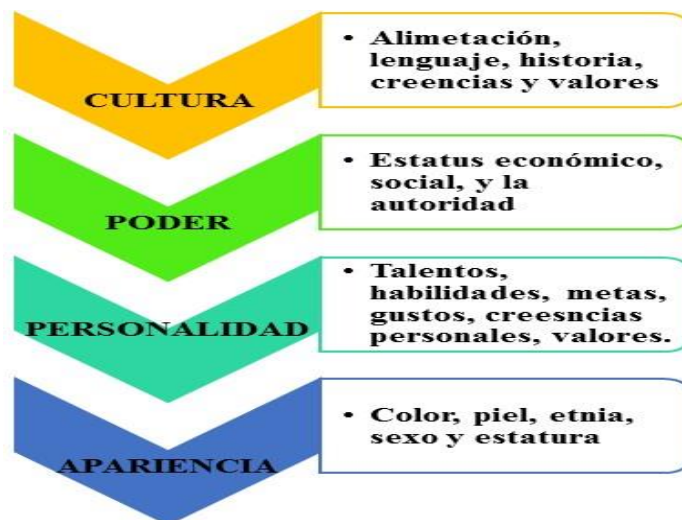 CULTURA
• Alimetación,
lenguaje, historia,
creencias y valores
PODER
• Estatus económico,
social, y la
autoridad
PERSONALIDAD
• Talentos,
habilidades, metas,
gustos, creesncias
personales, valores.
APARIENCIA
• Color, piel, etnia,
sexo y estatura